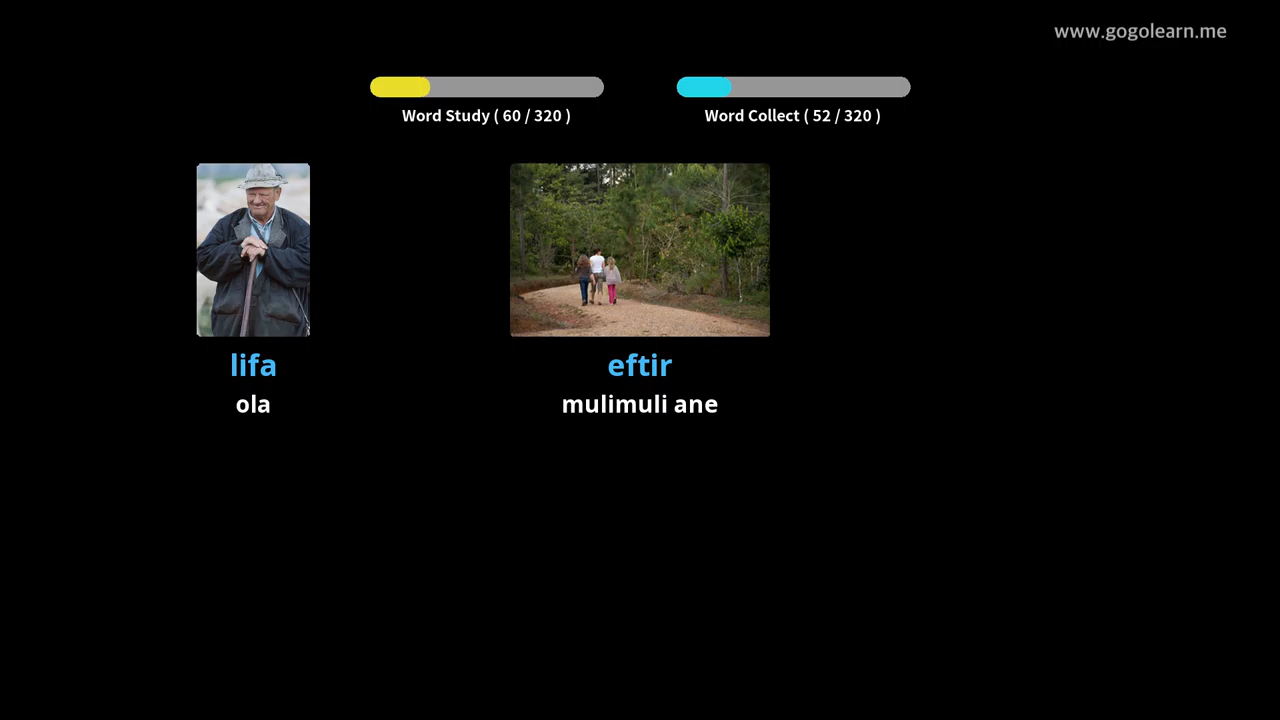 www.gogolearn.me
Word Study ( 60 / 320 )
Word Collect ( 52 / 320 )
lifa
ola
eftir
mulimuli ane